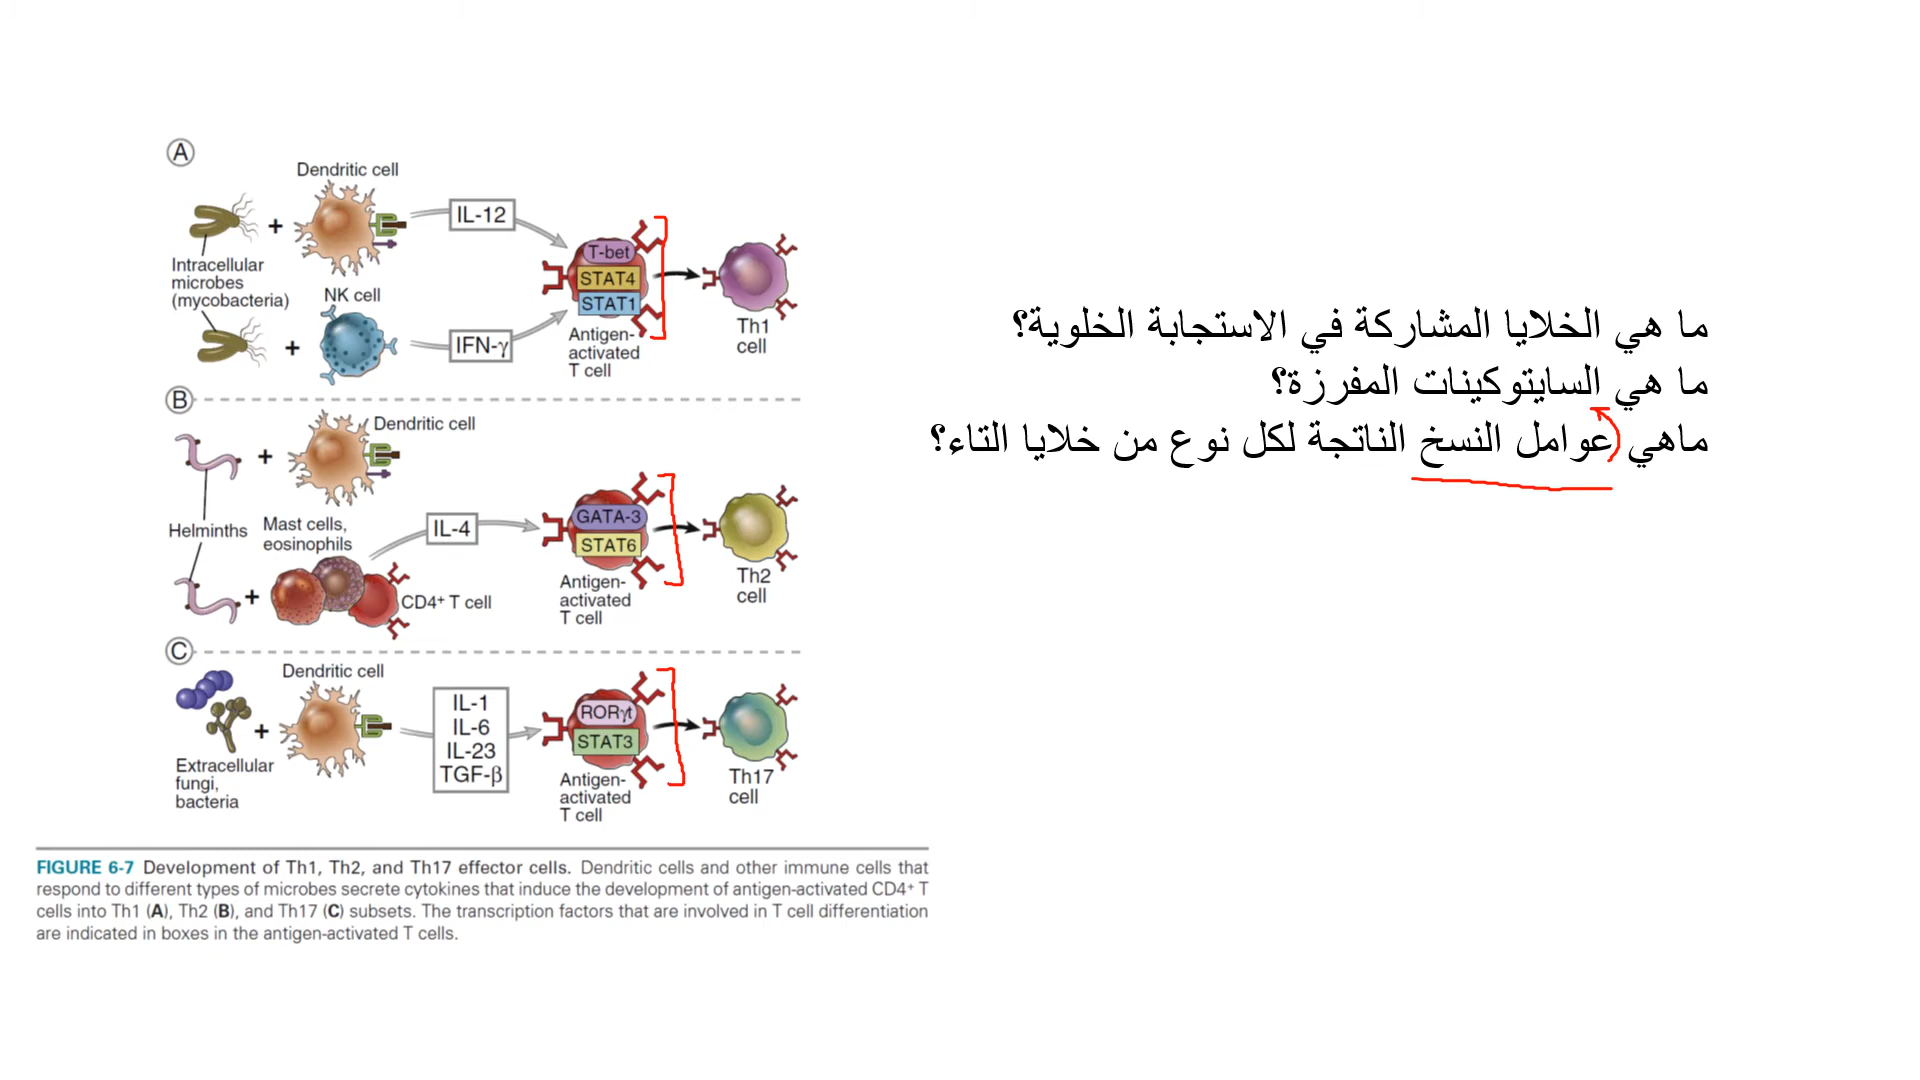 A
Dendritic cell
IL-12
Intracellular
microbes
(mycobacteria)
NK cell
IFN-γ
T-bet
STAT4
STAT1
Antigen-
activated
T cell
Th1
cell
B
Dendritic cell
Helminths
Mast cells,
eosinophils
CD4+ T cell
IL-4
GATA-3
STAT6
Antigen-
activated
T cell
Th2
cell
C
Dendritic cell
Extracellular
fungi,
bacteria
IL-1
IL-6
IL-23
TGF-β
RORγt
STAT3
Antigen-
activated
T cell
Th17
cell
FIGURE 6-7 Development of Th1, Th2, and Th17 effector cells. Dendritic cells and other immune cells that
respond to different types of microbes secrete cytokines that induce the development of antigen-activated CD4+ T
cells into Th1 (A), Th2 (B), and Th17 (C) subsets. The transcription factors that are involved in T cell differentiation
are indicated in boxes in the antigen-activated T cells.
ما هي الخلايا المشاركة في الاستجابة الخلوية؟
ما هي السايتوكينات المفرزة؟
ماهي عوامل النسخ الناتجة لكل نوع من خلايا التاء؟